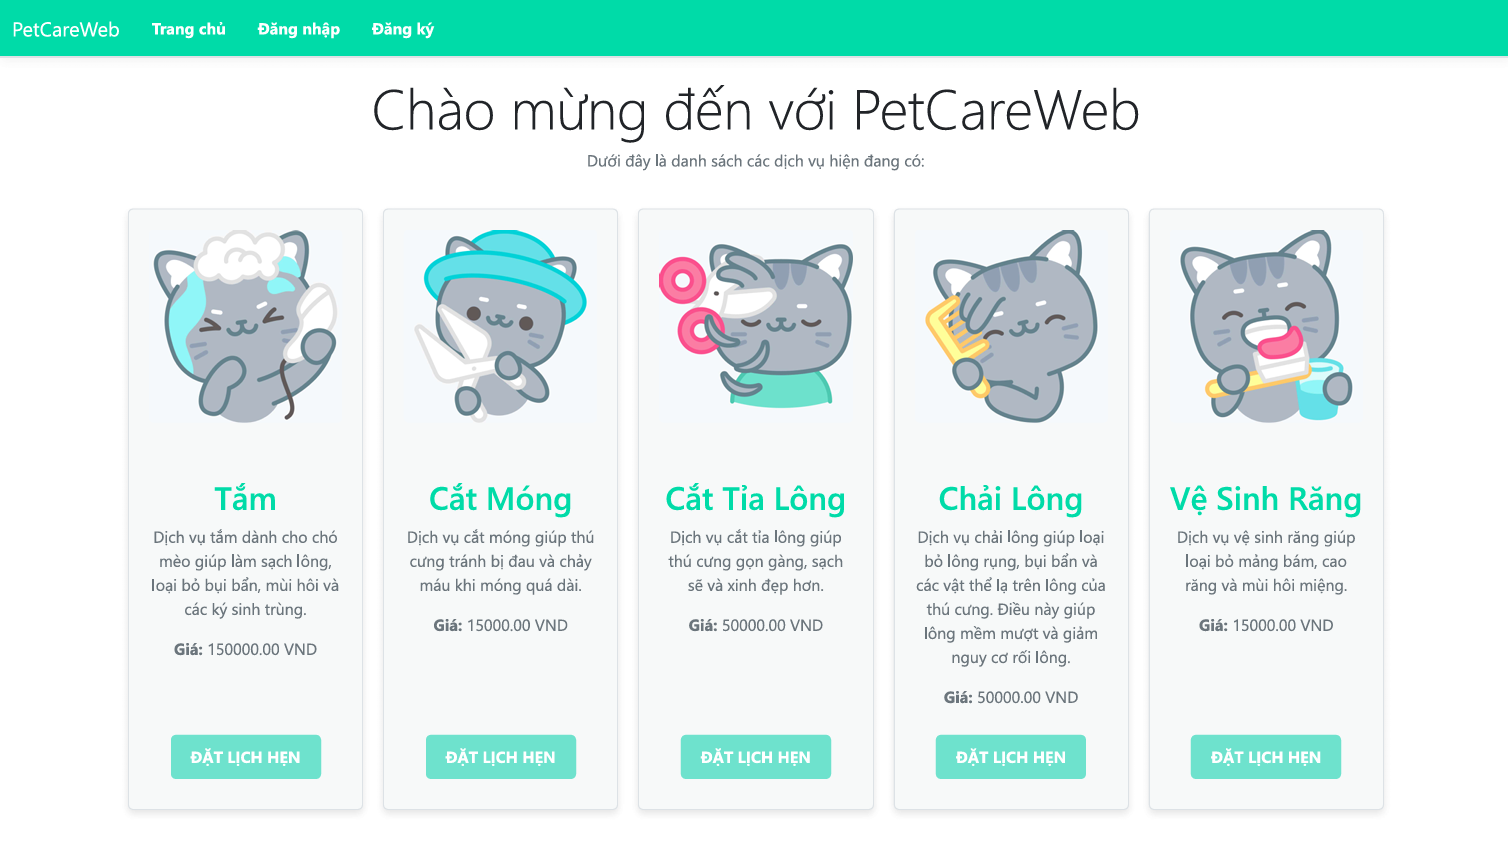 PetCareWeb Trang chủ Đăng nhập Đăng ký
Chào mừng đến với PetCareWeb
Dưới đây là danh sách các dịch vụ hiện đang có:
Tắm
Dịch vụ tắm dành cho chó
mèo giúp làm sạch lông,
loại bỏ bụi bẩn, mùi hôi và
các ký sinh trùng.
Giá: 150000.00 VND
ĐẶT LỊCH HẸN
Cắt Móng
Dịch vụ cắt móng giúp thú
cưng tránh bị đau và chảy
máu khi móng quá dài.
Giá: 15000.00 VND
ĐẶT LỊCH HẸN
Cắt Tỉa Lông
Dịch vụ cắt tỉa lông giúp
thú cưng gọn gàng, sạch
sẽ và xinh đẹp hơn.
Giá: 50000.00 VND
ĐẶT LỊCH HẸN
Chải Lông
Dịch vụ chải lông giúp loại
bỏ lông rụng, bụi bẩn và
các vật thể lạ trên lông của
thú cưng. Điều này giúp
lông mềm mượt và giảm
nguy cơ rối lông.
Giá: 50000.00 VND
ĐẶT LỊCH HẸN
Vệ Sinh Răng
Dịch vụ vệ sinh răng giúp
loại bỏ mảng bám, cao
răng và mùi hôi miệng.
Giá: 15000.00 VND
ĐẶT LỊCH HẸN